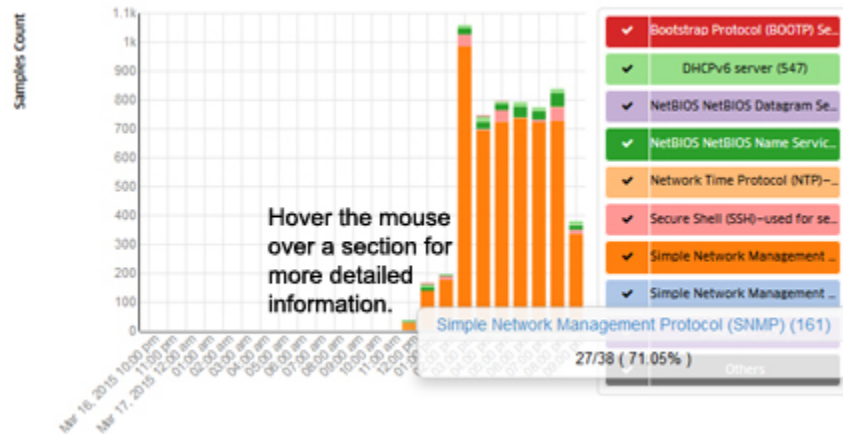 Samples Count
1.1k
1k
900
800
700
600
500
400
300
200
100
0
Mar 16, 2015 10:00 pm
11:00 pm
Mar 17, 2015 12:00 am
01:00 am
02:00 am
03:00 am
04:00 am
05:00 am
06:00 am
07:00 am
08:00 am
09:00 am
10:00 am
11:00 am
12:00
01:0
Hover the mouse
over a section for
more detailed
information.
Bootstrap Protocol (BOOTP) Se...
DHCPv6 server (547)
NetBIOS NetBIOS Datagram Se...
NetBIOS NetBIOS Name Servic...
Network Time Protocol (NTP)—...
Secure Shell (SSH)—used for se...
Simple Network Management ...
Simple Network Management ...
Simple Network Management Protocol (SNMP) (161)
27/38 ( 71.05% )
Others